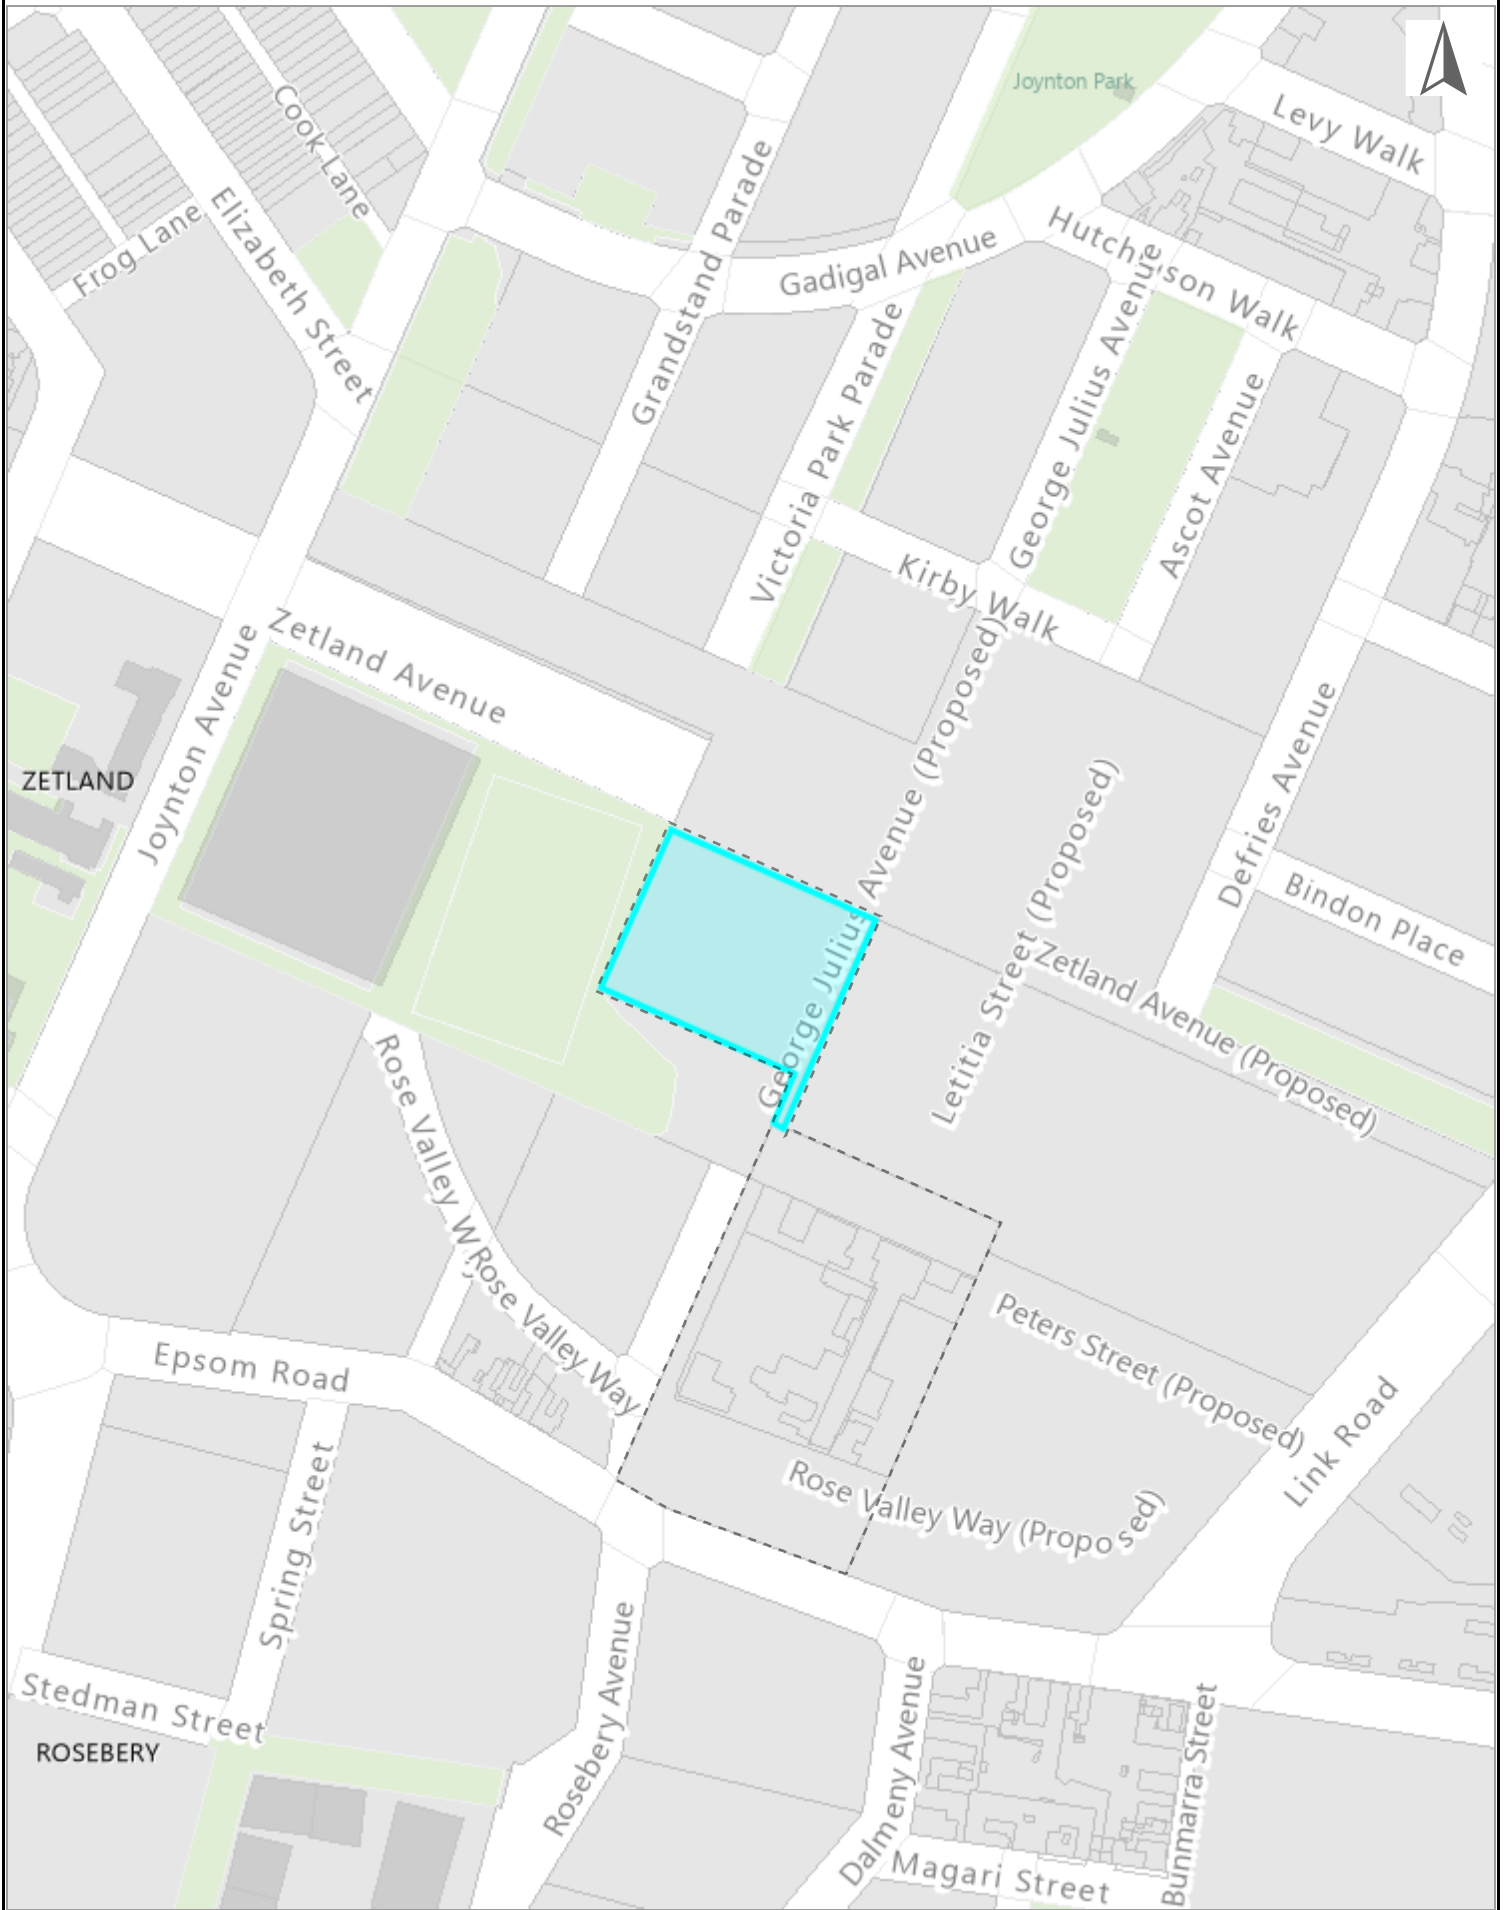 Joynton Park
Levy Walk
Cook Lane
Frog Lane
Elizabeth Street
Grandstand Parade
Gadigal Avenue
Hutchinson Walk
George Julius Avenue
Victoria Park Parade
Ascot Avenue
Kirby Walk
Zetland Avenue
Joynton Avenue
ZETLAND
George Julius Avenue (Proposed)
Letitia Street (Proposed)
Defries Avenue
Bindon Place
Zetland Avenue (Proposed)
Rose Valley W
Rose Valley Way
Peters Street (Proposed)
Epsom Road
Link Road
Rose Valley Way (Proposed)
Spring Street
Stedman Street
ROSEBERY
Rosebery Avenue
Dalmeny Avenue
Bunmarra Street
Magari Street